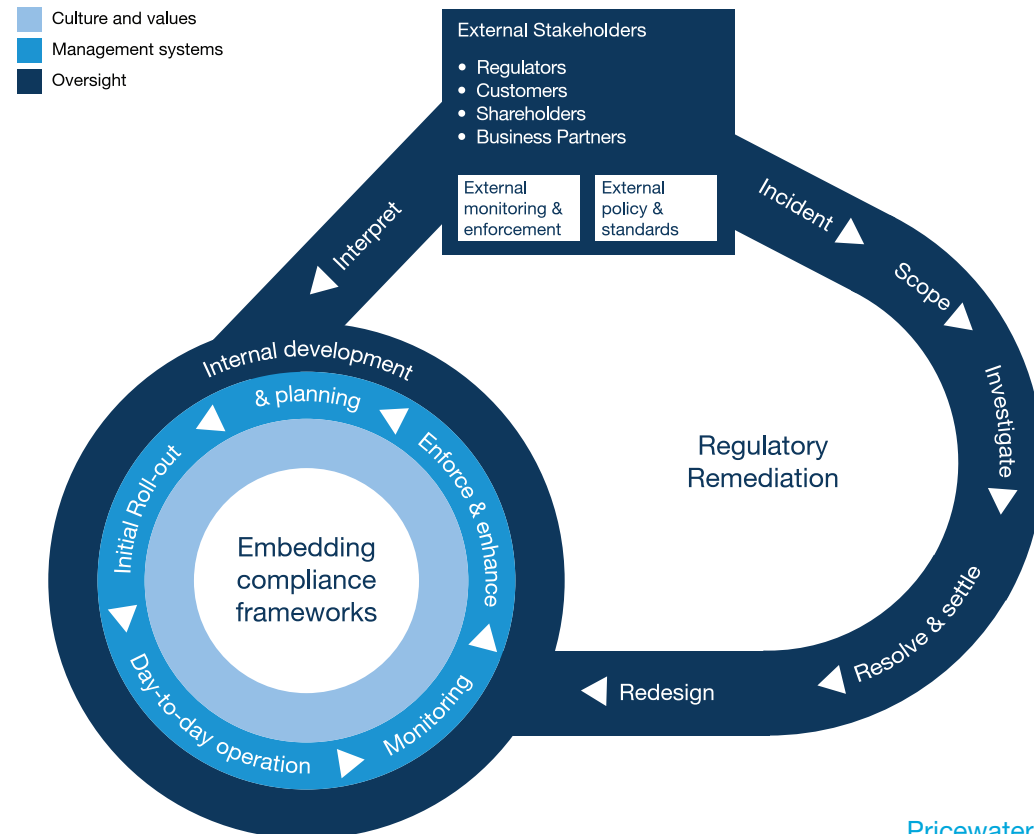 Culture and values
Management systems
Oversight
External Stakeholders
• Regulators
• Customers
• Shareholders
• Business Partners
External
monitoring &
enforcement
External
policy &
standards
Interpret
Incident
Scope
Investigate
Resolve & settle
Redesign
Regulatory
Remediation
Internal development
& planning
Enforce & enhance
Monitoring
Day-to-day operation
Initial Roll-out
Embedding
compliance
frameworks
Pricewater